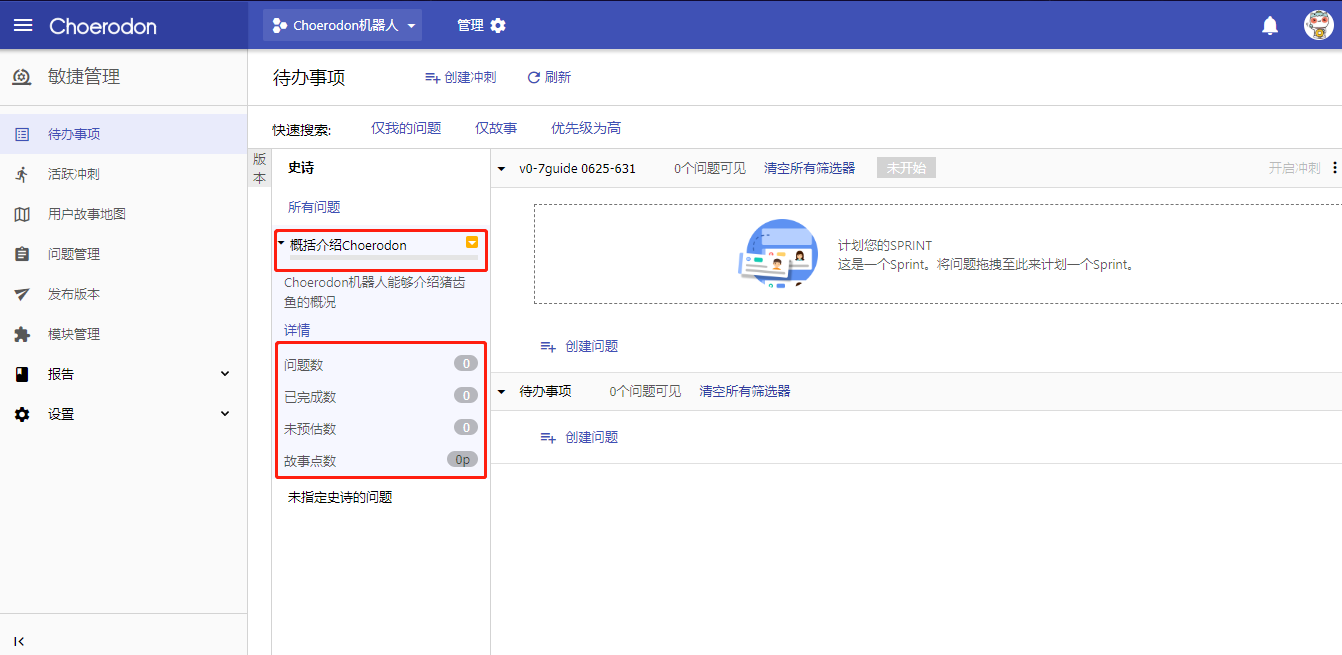 Choerodon
Choerodon机器人
管理
敏捷管理
待办事项
活跃冲刺
用户故事地图
问题管理
发布版本
模块管理
报告
设置
待办事项
创建冲刺
刷新
快速搜索:
仅我的问题
仅故事
优先级为高
版本
史诗
所有问题
概括介绍Choerodon
Choerodon机器人能够介绍猪齿
鱼的概况
详情
问题数 0
已完成数 0
未预估数 0
故事点数 0p
未指定史诗的问题
v0-7guide 0625-631 0个问题可见 清空所有筛选器 未开始 开启冲刺
计划您的SPRINT
这是一个Sprint。将问题拖拽至此来计划一个Sprint。
创建问题
待办事项 0个问题可见 清空所有筛选器
创建问题